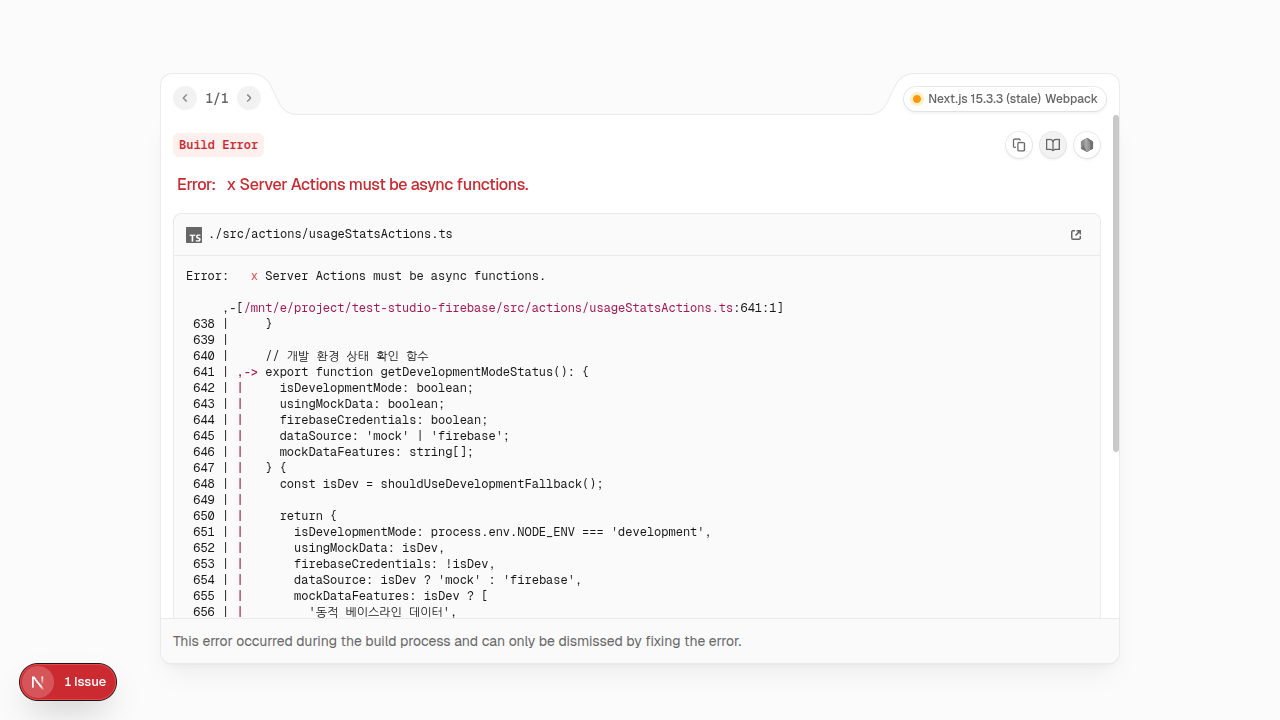 1/1
Next.js 15.3.3 (stale) Webpack
Build Error
Error: x Server Actions must be async functions.
TS ./src/actions/usageStatsActions.ts
Error:   x Server Actions must be async functions.
,-[/mnt/e/project/test-studio-firebase/src/actions/usageStatsActions.ts:641:1]
638 |     }
639 |
640 |     // 개발 환경 상태 확인 함수
641 | ,-> export function getDevelopmentModeStatus(): {
642 | |     isDevelopmentMode: boolean;
643 | |     usingMockData: boolean;
644 | |     firebaseCredentials: boolean;
645 | |     dataSource: 'mock' | 'firebase';
646 | |     mockDataFeatures: string[];
647 | |   } {
648 | |     const isDev = shouldUseDevelopmentFallback();
649 | |
650 | |     return {
651 | |       isDevelopmentMode: process.env.NODE_ENV === 'development',
652 | |       usingMockData: isDev,
653 | |       firebaseCredentials: !isDev,
654 | |       dataSource: isDev ? 'mock' : 'firebase',
655 | |       mockDataFeatures: isDev ? [
656 | |         '동적 베이스라인 데이터',
This error occurred during the build process and can only be dismissed by fixing the error.
N 1 Issue